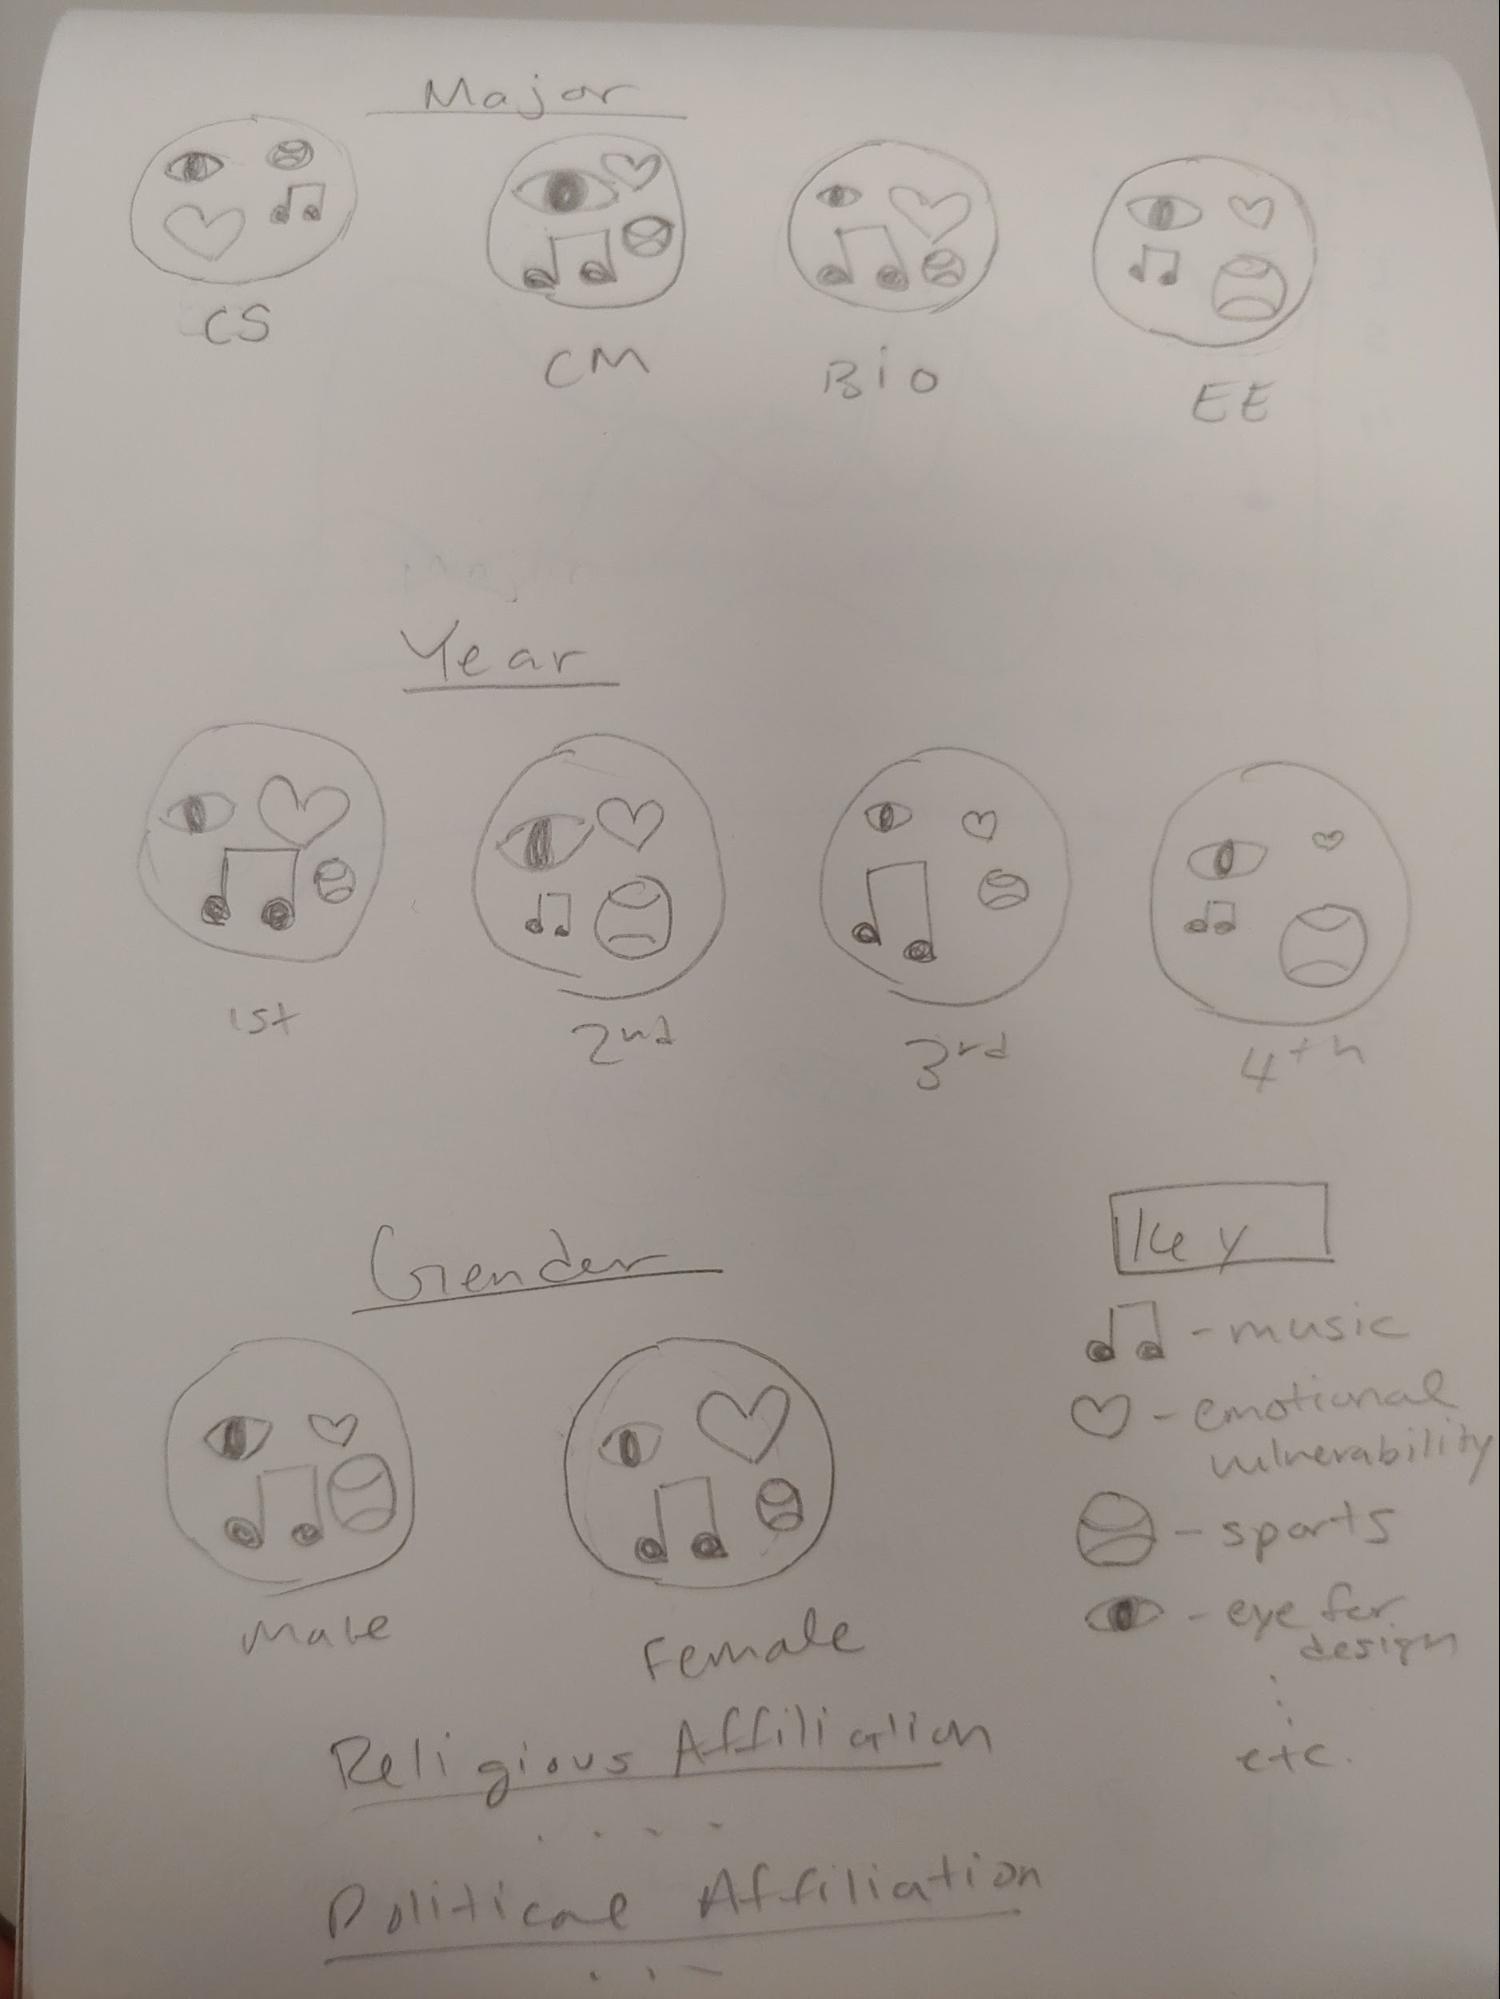 Major
CS
CM
Bio
EE
Year
1st
2nd
3rd
4th
Gender
Male
Female
Key
- music
- emotional
vulnerability
- sports
- eye for
design
etc.
Religious Affiliation
....
Political Affiliation
...